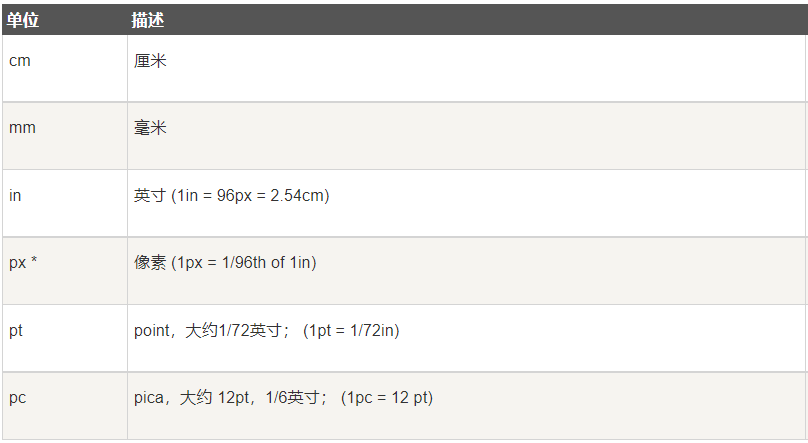 单位 描述
cm 厘米
mm 毫米
in 英寸 (1in = 96px = 2.54cm)
px * 像素 (1px = 1/96th of 1in)
pt point，大约1/72英寸； (1pt = 1/72in)
pc pica，大约 12pt，1/6英寸； (1pc = 12 pt)